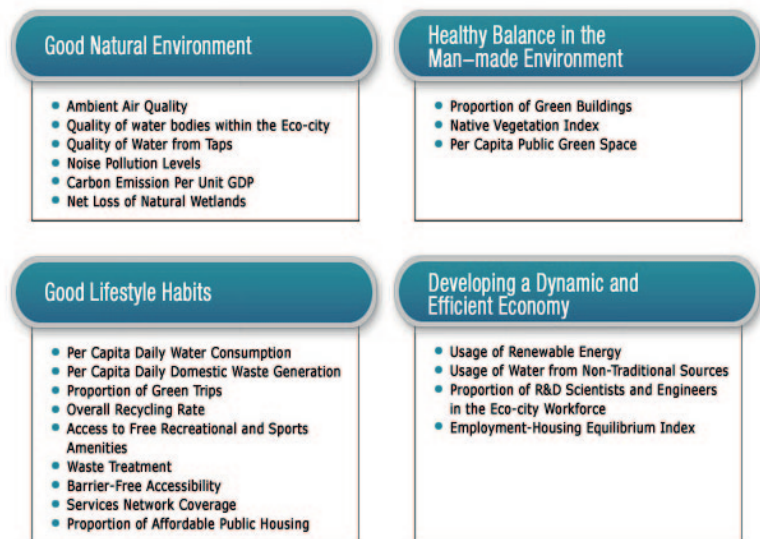 Good Natural Environment
• Ambient Air Quality
• Quality of water bodies within the Eco-city
• Quality of Water from Taps
• Noise Pollution Levels
• Carbon Emission Per Unit GDP
• Net Loss of Natural Wetlands
Healthy Balance in the
Man-made Environment
• Proportion of Green Buildings
• Native Vegetation Index
• Per Capita Public Green Space
Good Lifestyle Habits
• Per Capita Daily Water Consumption
• Per Capita Daily Domestic Waste Generation
• Proportion of Green Trips
• Overall Recycling Rate
• Access to Free Recreational and Sports
Amenities
• Waste Treatment
• Barrier-Free Accessibility
• Services Network Coverage
• Proportion of Affordable Public Housing
Developing a Dynamic and
Efficient Economy
• Usage of Renewable Energy
• Usage of Water from Non-Traditional Sources
• Proportion of R&D Scientists and Engineers
in the Eco-city Workforce
• Employment-Housing Equilibrium Index